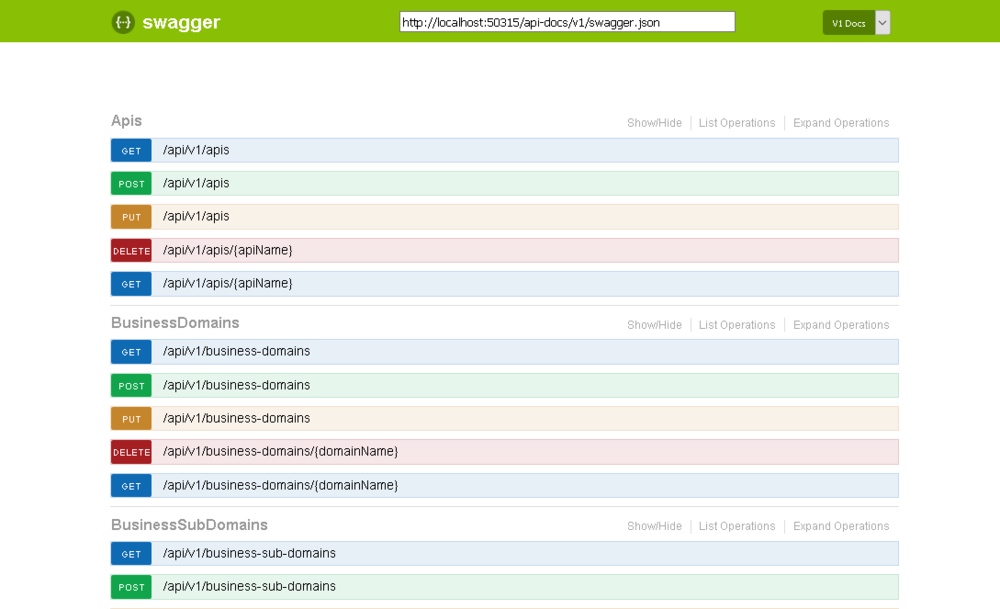 {···} swagger http://localhost:50315/api-docs/v1/swagger.json V1 Docs
Apis Show/Hide List Operations Expand Operations
GET /api/v1/apis
POST /api/v1/apis
PUT /api/v1/apis
DELETE /api/v1/apis/{apiName}
GET /api/v1/apis/{apiName}
BusinessDomains Show/Hide List Operations Expand Operations
GET /api/v1/business-domains
POST /api/v1/business-domains
PUT /api/v1/business-domains
DELETE /api/v1/business-domains/{domainName}
GET /api/v1/business-domains/{domainName}
BusinessSubDomains Show/Hide List Operations Expand Operations
GET /api/v1/business-sub-domains
POST /api/v1/business-sub-domains